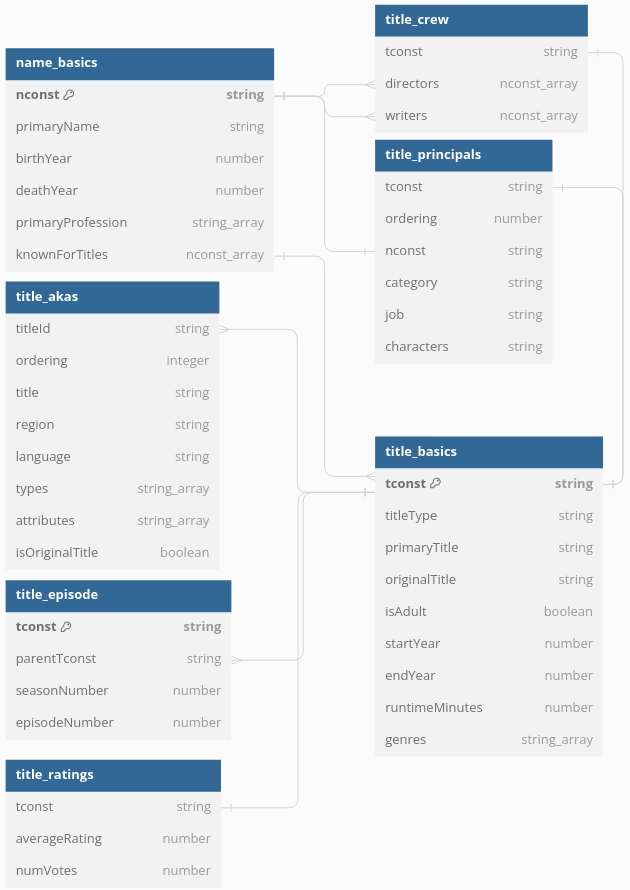 title_crew
tconst string
directors nconst_array
writers nconst_array
name_basics
nconst string
primaryName string
birthYear number
deathYear number
primaryProfession string_array
knownForTitles nconst_array
title_principals
tconst string
ordering number
nconst string
category string
job string
characters string
title_akas
titleId string
ordering integer
title string
region string
language string
types string_array
attributes string_array
isOriginalTitle boolean
title_basics
tconst string
titleType string
primaryTitle string
originalTitle string
isAdult boolean
startYear number
endYear number
runtimeMinutes number
genres string_array
title_episode
tconst string
parentTconst string
seasonNumber number
episodeNumber number
title_ratings
tconst string
averageRating number
numVotes number